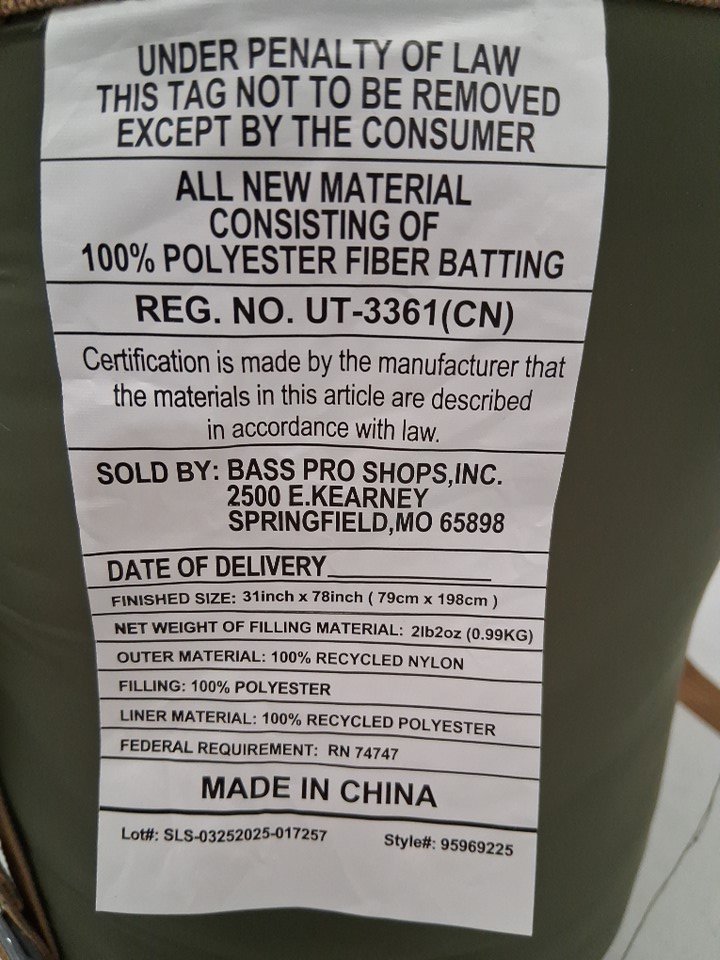 UNDER PENALTY OF LAW
THIS TAG NOT TO BE REMOVED
EXCEPT BY THE CONSUMER
ALL NEW MATERIAL
CONSISTING OF
100% POLYESTER FIBER BATTING
REG. NO. UT-3361(CN)
Certification is made by the manufacturer that
the materials in this article are described
in accordance with law.
SOLD BY: BASS PRO SHOPS,INC.
2500 E.KEARNEY
SPRINGFIELD,MO 65898
DATE OF DELIVERY____________
FINISHED SIZE: 31inch x 78inch ( 79cm x 198cm )
NET WEIGHT OF FILLING MATERIAL: 2lb2oz (0.99KG)
OUTER MATERIAL: 100% RECYCLED NYLON
FILLING: 100% POLYESTER
LINER MATERIAL: 100% RECYCLED POLYESTER
FEDERAL REQUIREMENT: RN 74747
MADE IN CHINA
Lot#: SLS-03252025-017257 Style#: 95969225